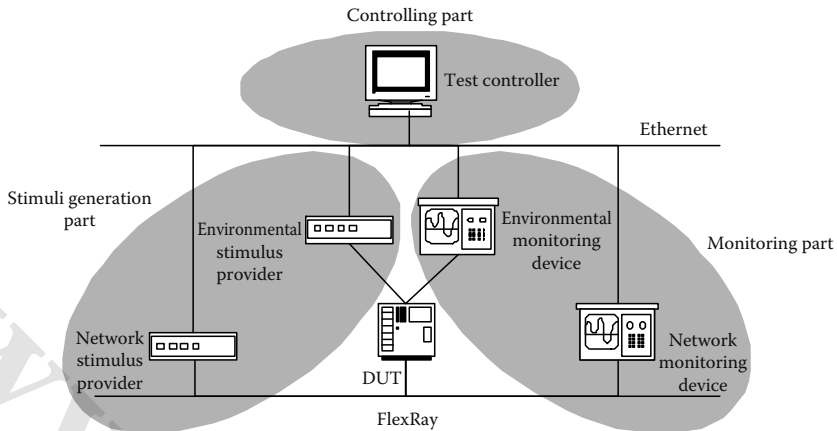 Controlling part
Test controller
Ethernet
Stimuli generation
part
Environmental
stimulus
provider
Environmental
monitoring
device
Monitoring part
Network
stimulus
provider
DUT
Network
monitoring
device
FlexRay